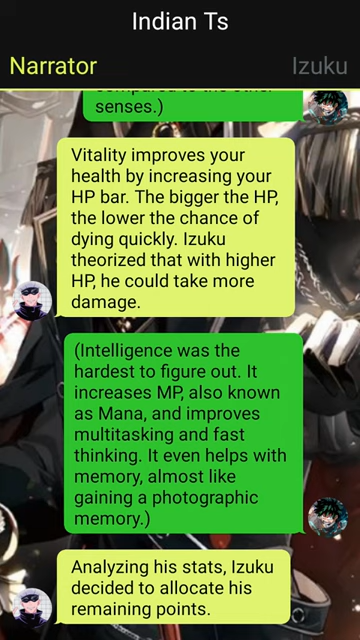 Indian Ts
Narrator
Izuku
compared to the other
senses.)
Vitality improves your
health by increasing your
HP bar. The bigger the HP,
the lower the chance of
dying quickly. Izuku
theorized that with higher
HP, he could take more
damage.
(Intelligence was the
hardest to figure out. It
increases MP, also known
as Mana, and improves
multitasking and fast
thinking. It even helps with
memory, almost like
gaining a photographic
memory.)
Analyzing his stats, Izuku
decided to allocate his
remaining points.